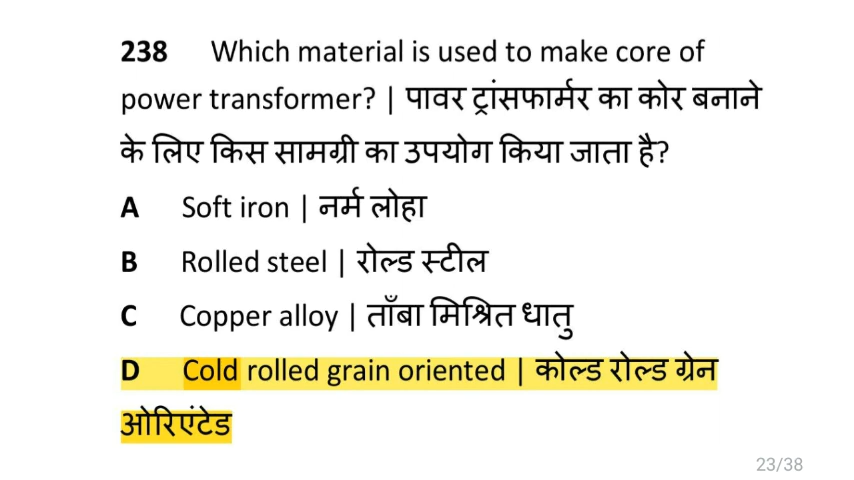 238 Which material is used to make core of
power transformer? | पावर ट्रांसफार्मर का कोर बनाने
के लिए किस सामग्री का उपयोग किया जाता है?
A Soft iron | नर्म लोहा
B Rolled steel | रोल्ड स्टील
C Copper alloy | ताँबा मिश्रित धातु
D Cold rolled grain oriented | कोल्ड रोल्ड ग्रेन
ओरिएंटेड
23/38